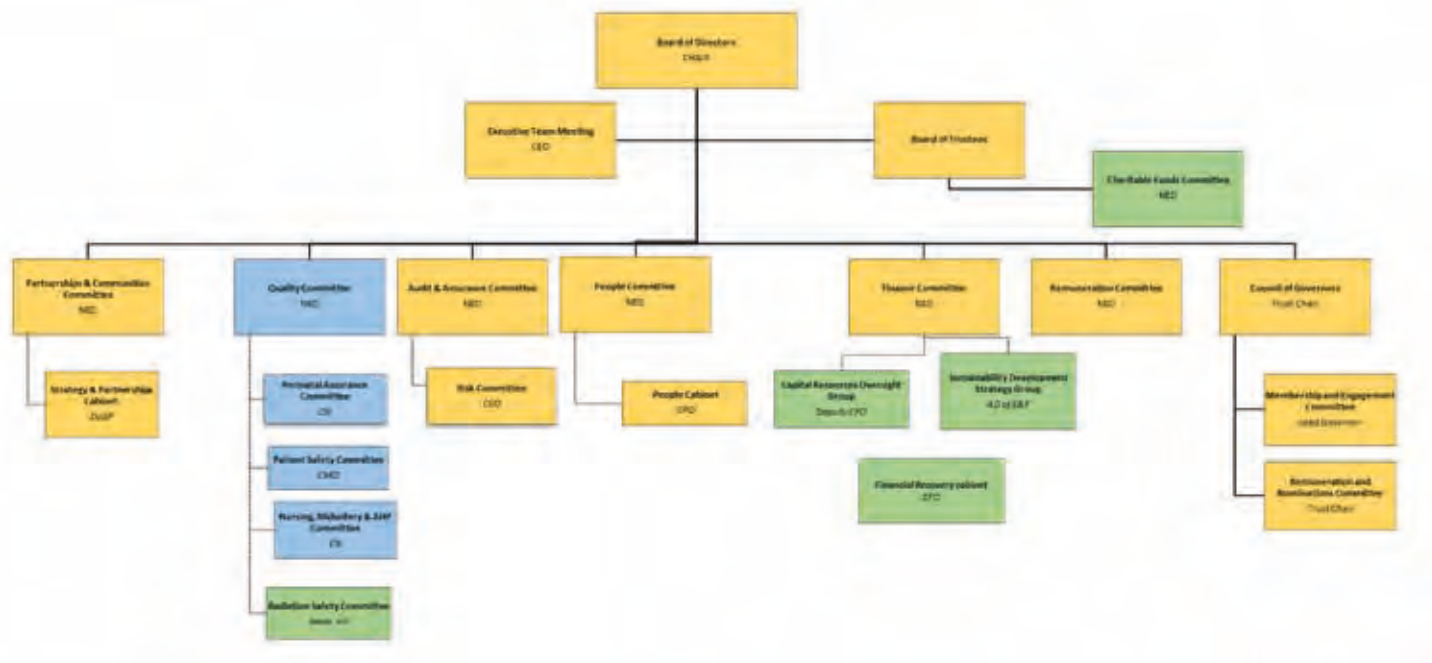 Board of Directors
CHAIR
Executive Team Meeting
CEO
Board of Trustees
Charitable Funds Committee
NED
Partnerships & Communities
Committee
NED
Quality Committee
NED
Audit & Assurance Committee
NED
People Committee
NED
Finance Committee
NED
Remuneration Committee
NED
Council of Governors
Trust Chair
Strategy & Partnerships
Cabinet
Perinatal Assurance
Committee
Risk Committee
CEO
People Cabinet
CPO
Capital Resources Oversight
Group
Deputy CFO
Sustainability Development
Strategy Group
AD of E&F
Membership and Engagement
Committee
Lead Governor
Patient Safety Committee
CMO
Financial Recovery cabinet
CFO
Remuneration and
Nominations Committee
Trust Chair
Nursing, Midwifery & AHP
Committee
Radiation Safety Committee